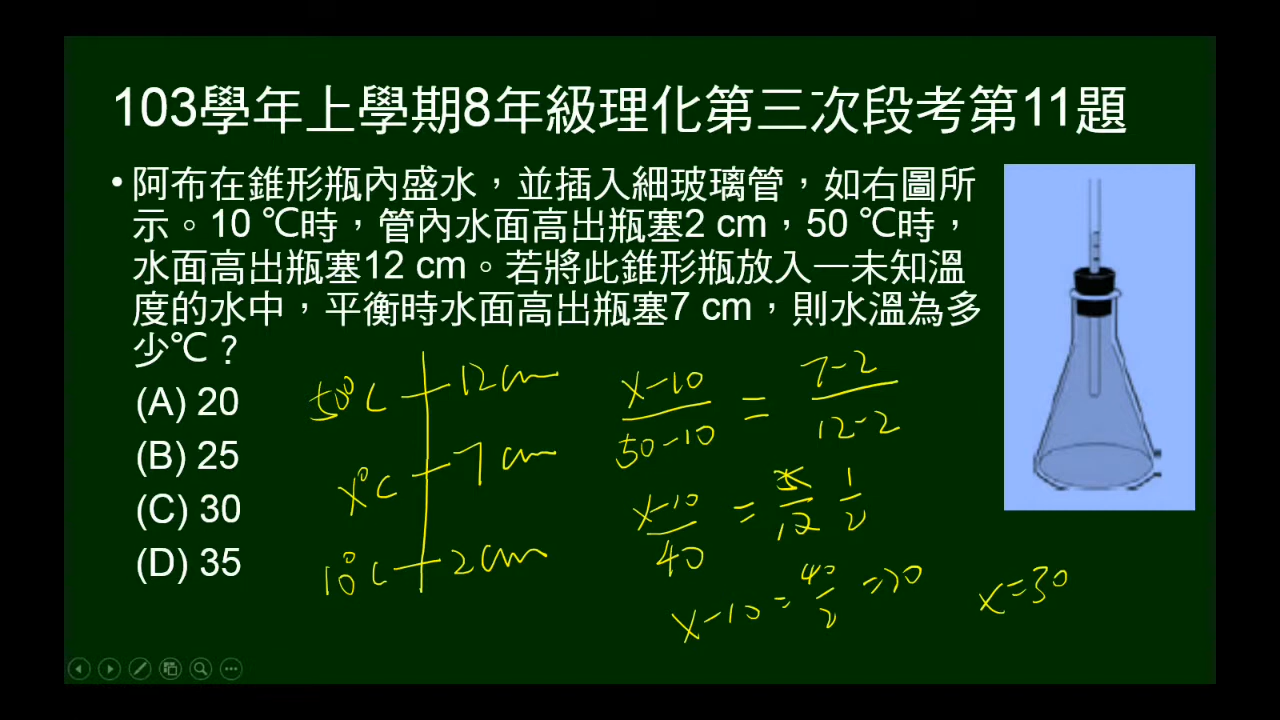 103學年上學期8年級理化第三次段考第11題
•阿布在錐形瓶內盛水，並插入細玻璃管，如右圖所
示。10 ℃時，管內水面高出瓶塞2 cm，50 ℃時，
水面高出瓶塞12 cm。若將此錐形瓶放入一未知溫
度的水中，平衡時水面高出瓶塞7 cm，則水溫為多
少℃？
(A) 20
(B) 25
(C) 30
(D) 35
50°C 12cm
x°C 7cm
10°C 2cm
x-10/50-10 = 7-2/12-2
x-10/40 = 5/12 1/2
x-10 = 40/2 = 20 x=30